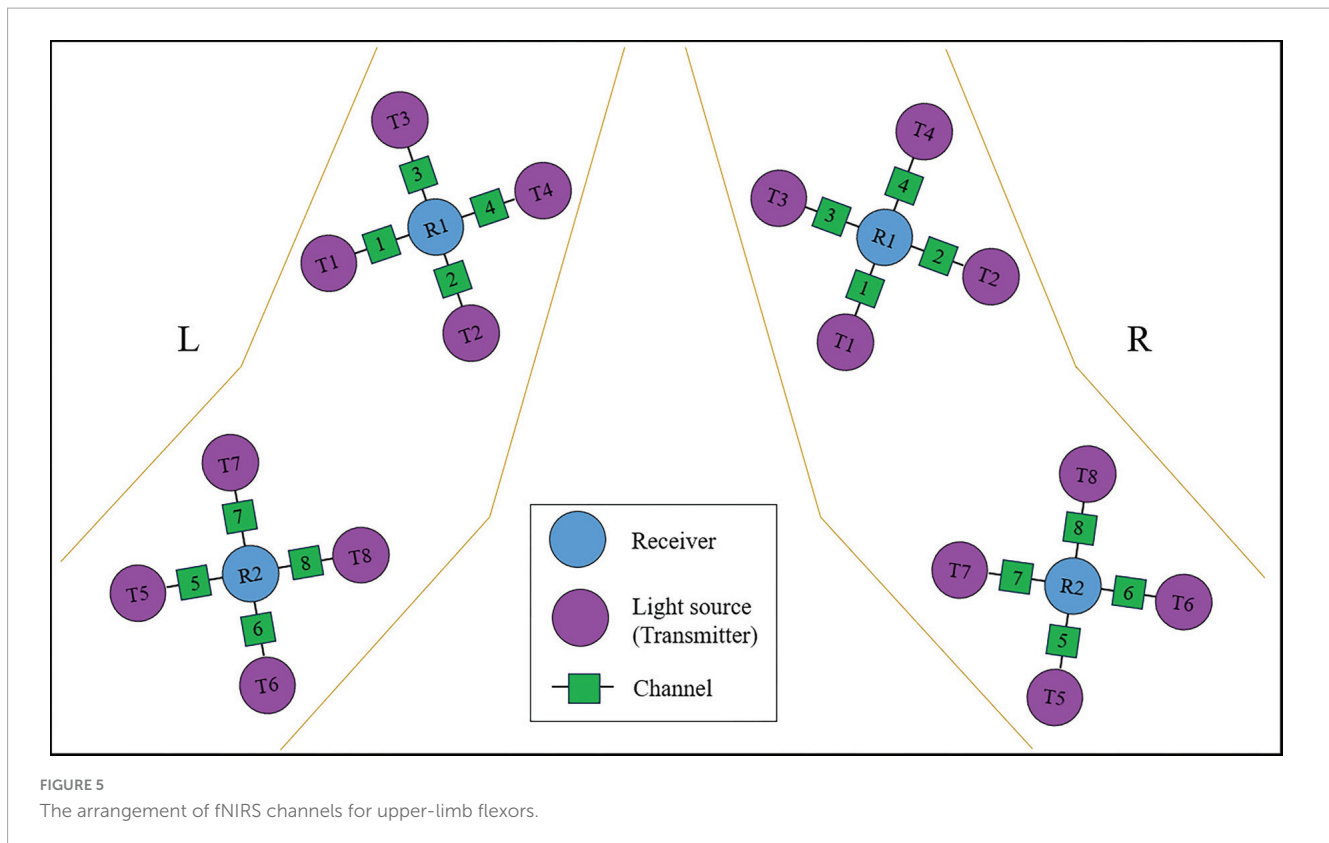 T3
T4
3
4
T4
T3
4
3
R1
R1
1
2
T1
2
T2
1
T2
T1
L
R
T7
T8
7
8
T8
T7
8
R2
7
R2
6
5
T6
T5
6
5
T6
T5
Receiver
Light source
(Transmitter)
Channel
FIGURE 5
The arrangement of fNIRS channels for upper-limb flexors.